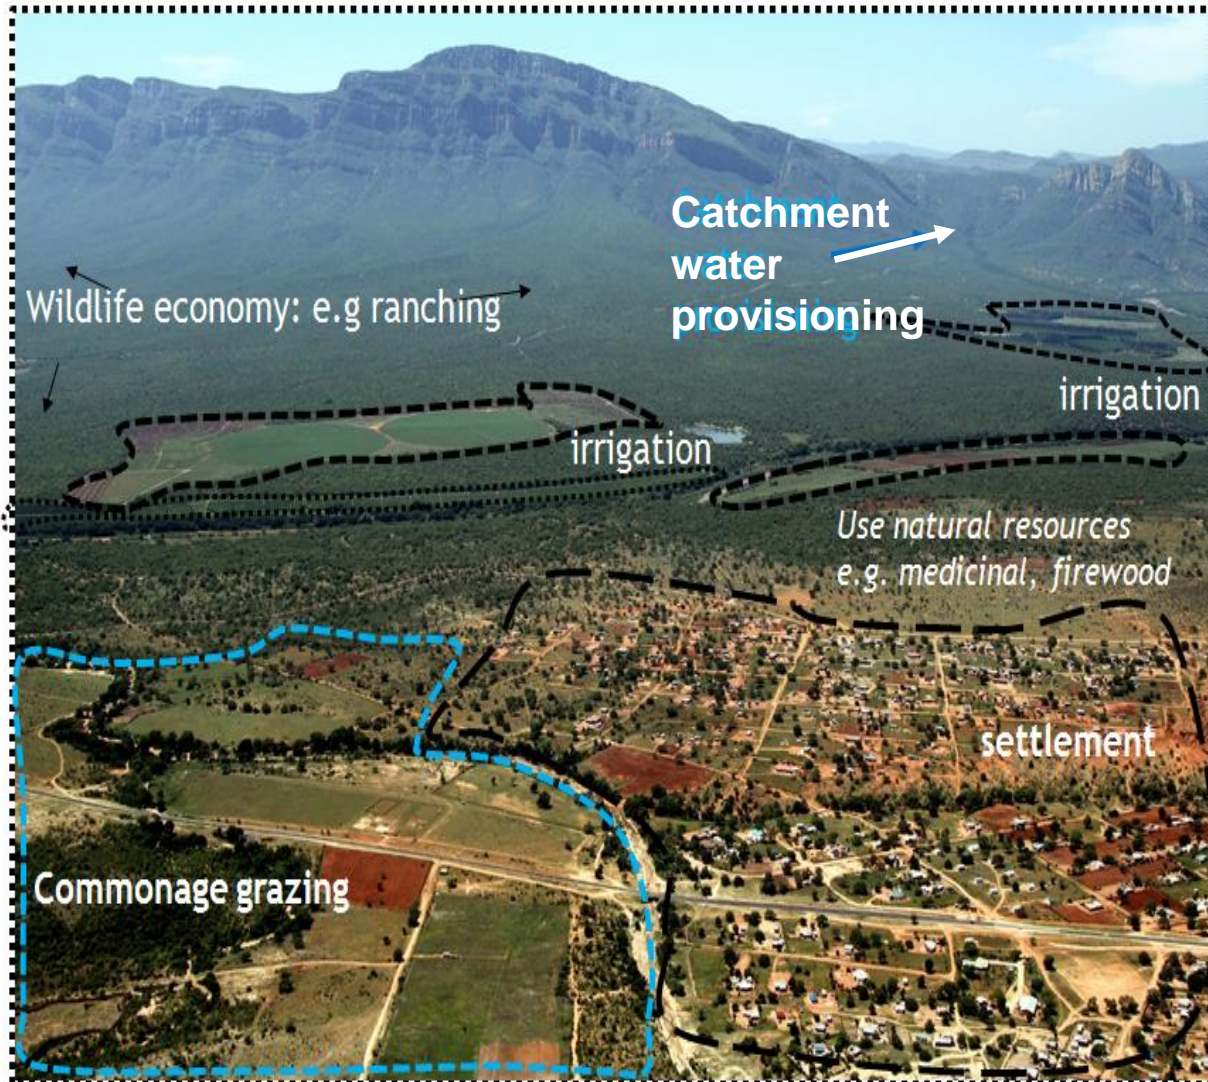 Catchment
water
provisioning
Wildlife economy: e.g ranching
irrigation
irrigation
Use natural resources
e.g. medicinal, firewood
settlement
Commonage grazing